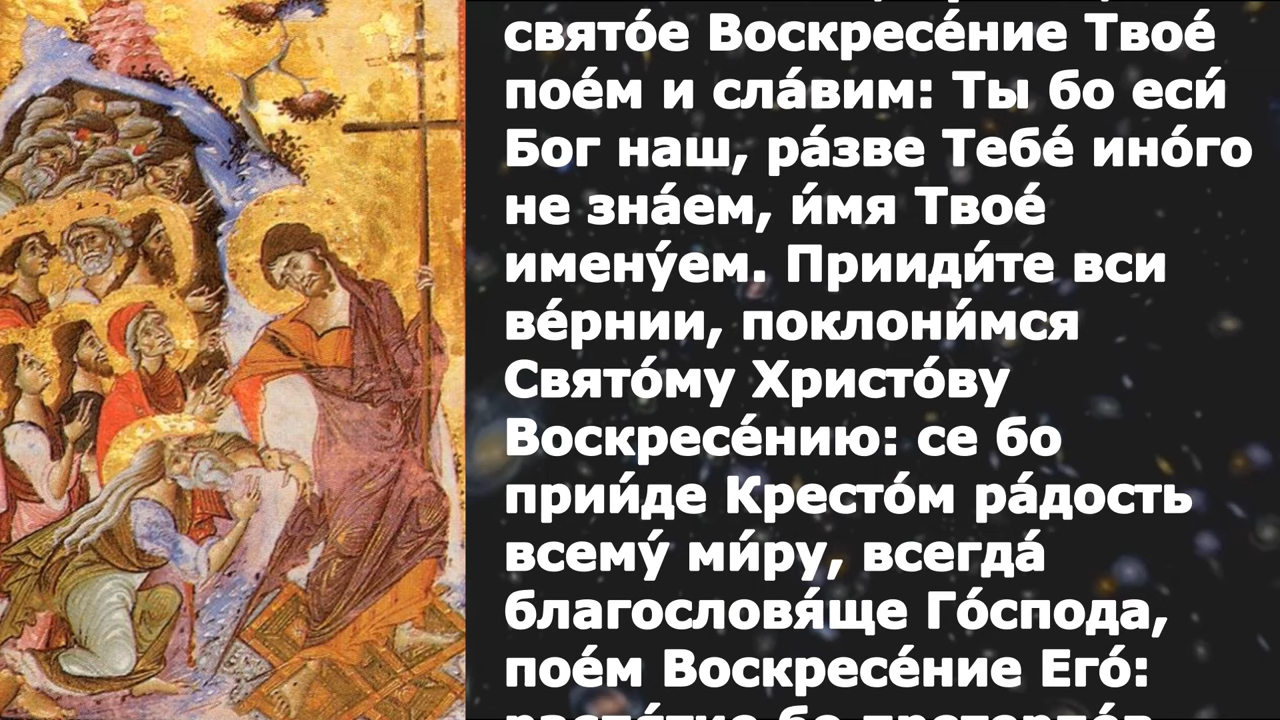 свято́е Воскресе́ние Твое́
пое́м и сла́вим: Ты бо еси́
Бог наш, ра́зве Тебе́ ино́го
не зна́ем, и́мя Твое́
имену́ем. Прииди́те вси
ве́рнии, поклони́мся
Свято́му Христо́ву
Воскресе́нию: се бо
прии́де Кресто́м ра́дость
всему́ ми́ру, всегда́
благословя́ще Го́спода,
пое́м Воскресе́ние Его́: